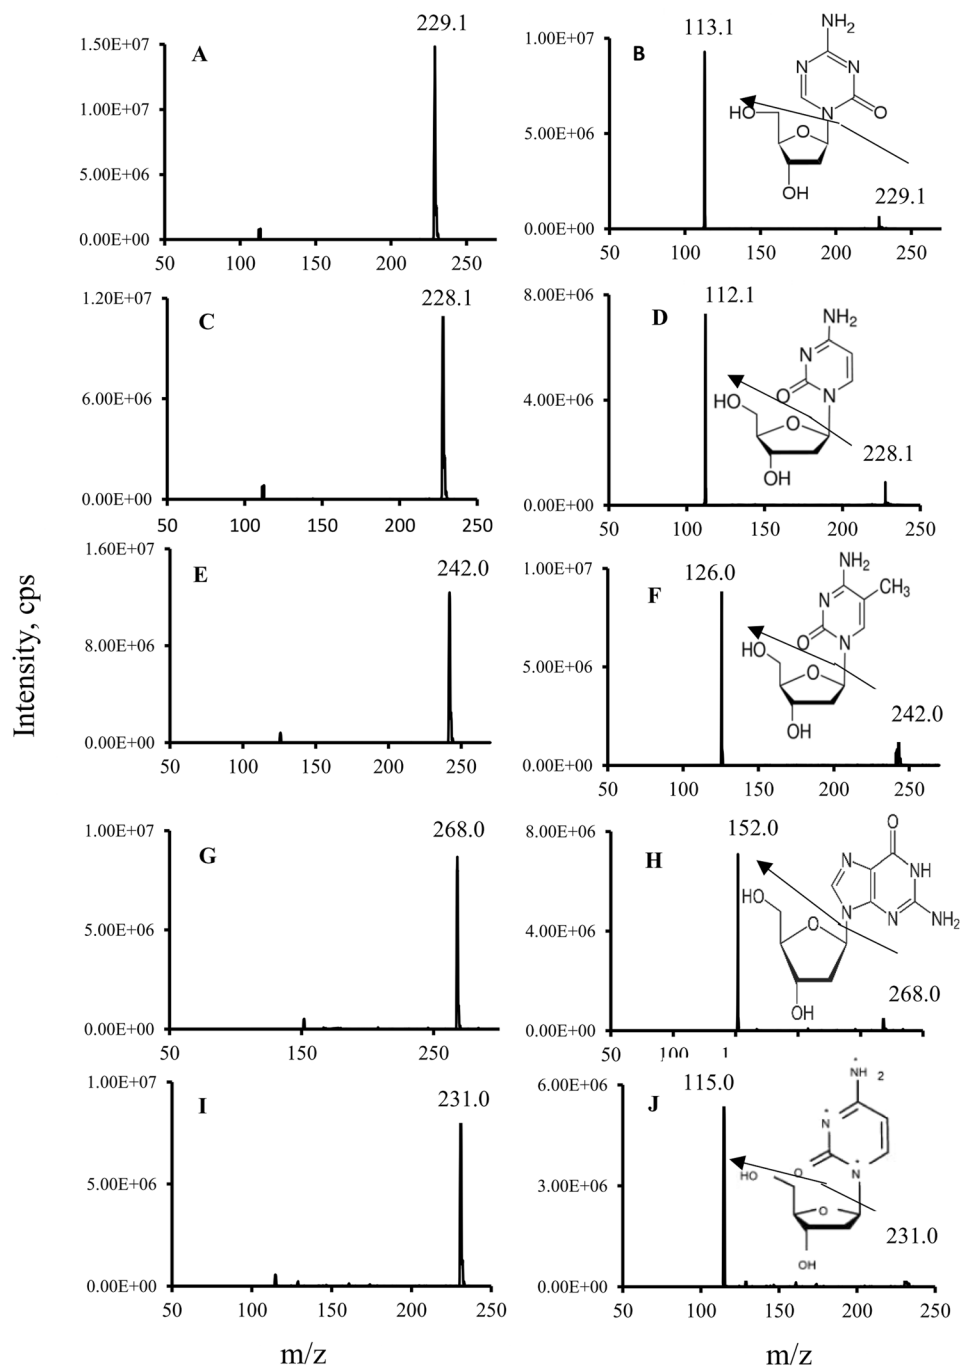 Intensity, cps
A
229.1
1.50E+07
1.00E+07
5.00E+06
0.00E+00
50 100 150 200 250
B
113.1
229.1
1.00E+07
5.00E+06
0.00E+00
50 100 150 200 250
NH2
N N
N O
HO O
OH
C
228.1
1.20E+07
6.00E+06
0.00E+00
50 100 150 200 250
D
112.1
228.1
8.00E+06
4.00E+06
0.00E+00
50 100 150 200 250
NH2
N
O N
HO O
OH
E
242.0
1.60E+07
8.00E+06
0.00E+00
50 100 150 200 250
F
126.0
242.0
1.00E+07
5.00E+06
0.00E+00
50 100 150 200 250
NH2
N CH3
O N
HO O
OH
G
268.0
1.00E+07
5.00E+06
0.00E+00
50 150 250
H
152.0
268.0
8.00E+06
4.00E+06
0.00E+00
50 100 1
O
N NH
N N NH2
HO O
OH
I
231.0
1.00E+07
5.00E+06
0.00E+00
50 100 150 200 250
m/z
J
115.0
231.0
6.00E+06
3.00E+06
0.00E+00
50 100 150 200 250
*
NH 2
* N
O * N
HO O
OH
m/z